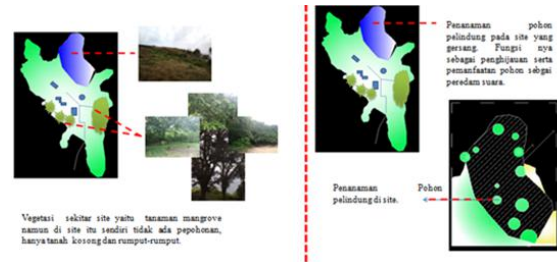 Vegetasi sekitar site yaitu tanaman mangrove
namun di site itu sendiri tidak ada pepohonan,
hanya tanah kosong dan rumput-rumput.
Penanaman pohon
pelindung pada site yang
gersang. Fungsi nya
sebagai penghijauan serta
pemanfaatan pohon sebgai
peredam suara.
Penanaman Pohon
pelindung di site.